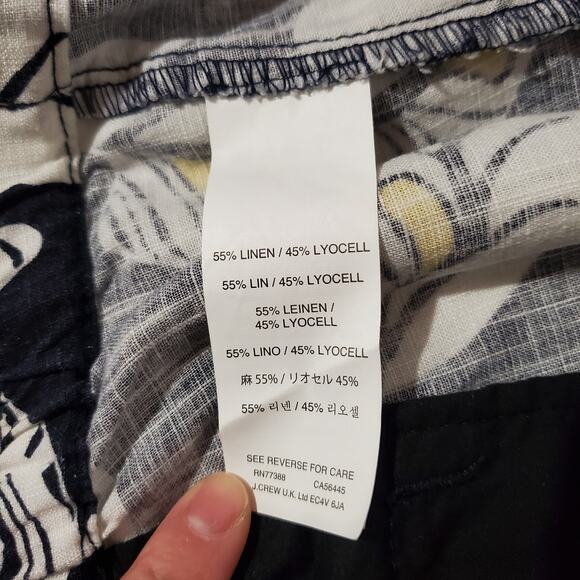 55% LINEN / 45% LYOCELL
55% LIN / 45% LYOCELL
55% LEINEN /
45% LYOCELL
55% LINO / 45% LYOCELL
麻 55% / リオセル 45%
55% 리넨 / 45% 리오셀
SEE REVERSE FOR CARE
RN77388 CA56445
J.CREW U.K. Ltd EC4V 6JA